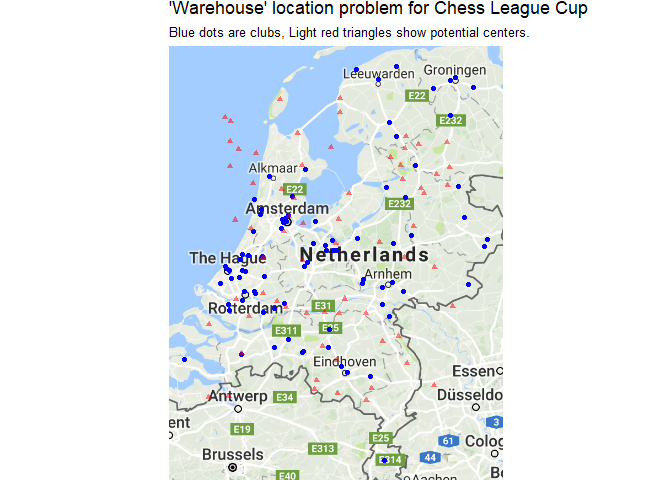 'Warehouse' location problem for Chess League Cup
Blue dots are clubs, Light red triangles show potential centers.
Leeuwarden
Groningen
E22
E232
Alkmaar
E22
Amsterdam
E232
The Hague
Netherlands
Arnhem
Rotterdam
E31
E311
Eindhoven
Essen
Antwerp
E34
Düsseldo
ent
E19
3
E25
61
Colog
E313
Brussels
44
E314
B
E40
Aachen